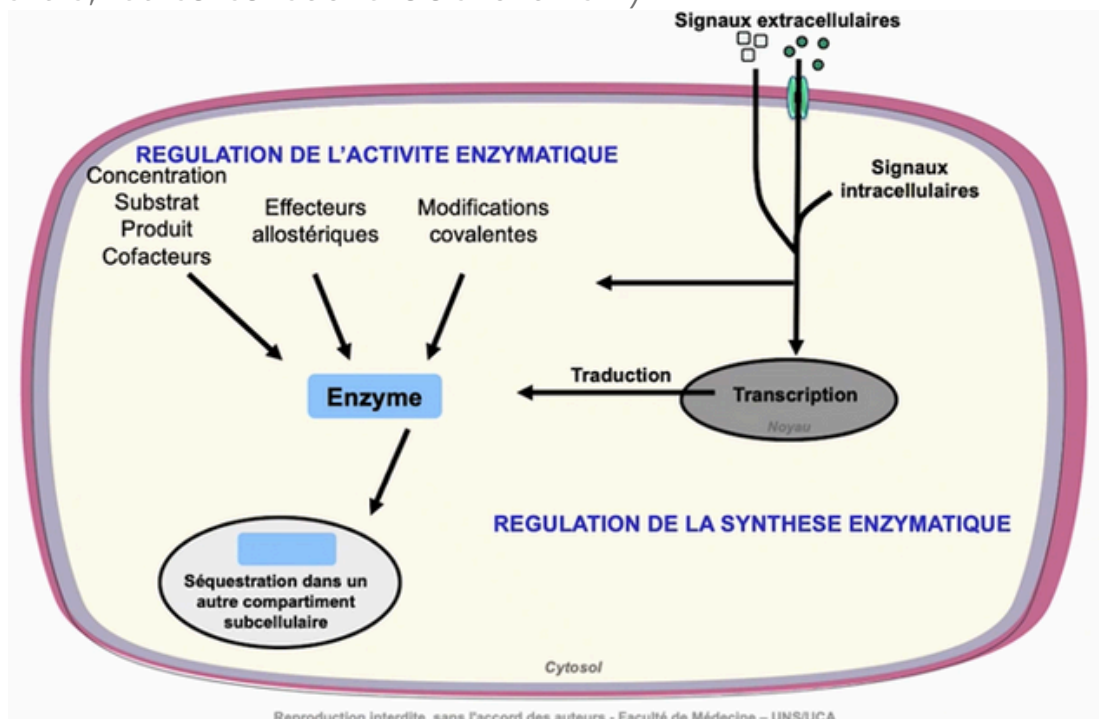 Signaux extracellulaires
REGULATION DE L'ACTIVITE ENZYMATIQUE
Concentration
Substrat
Produit
Cofacteurs
Effecteurs
allostériques
Modifications
covalentes
Signaux
intracellulaires
Enzyme
Traduction
Transcription
Noyau
REGULATION DE LA SYNTHESE ENZYMATIQUE
Séquestration dans un
autre compartiment
subcellulaire
Cytosol
Reproduction interdite, sans l'accord des auteurs - Faculté de Médecine – UNS/UCA